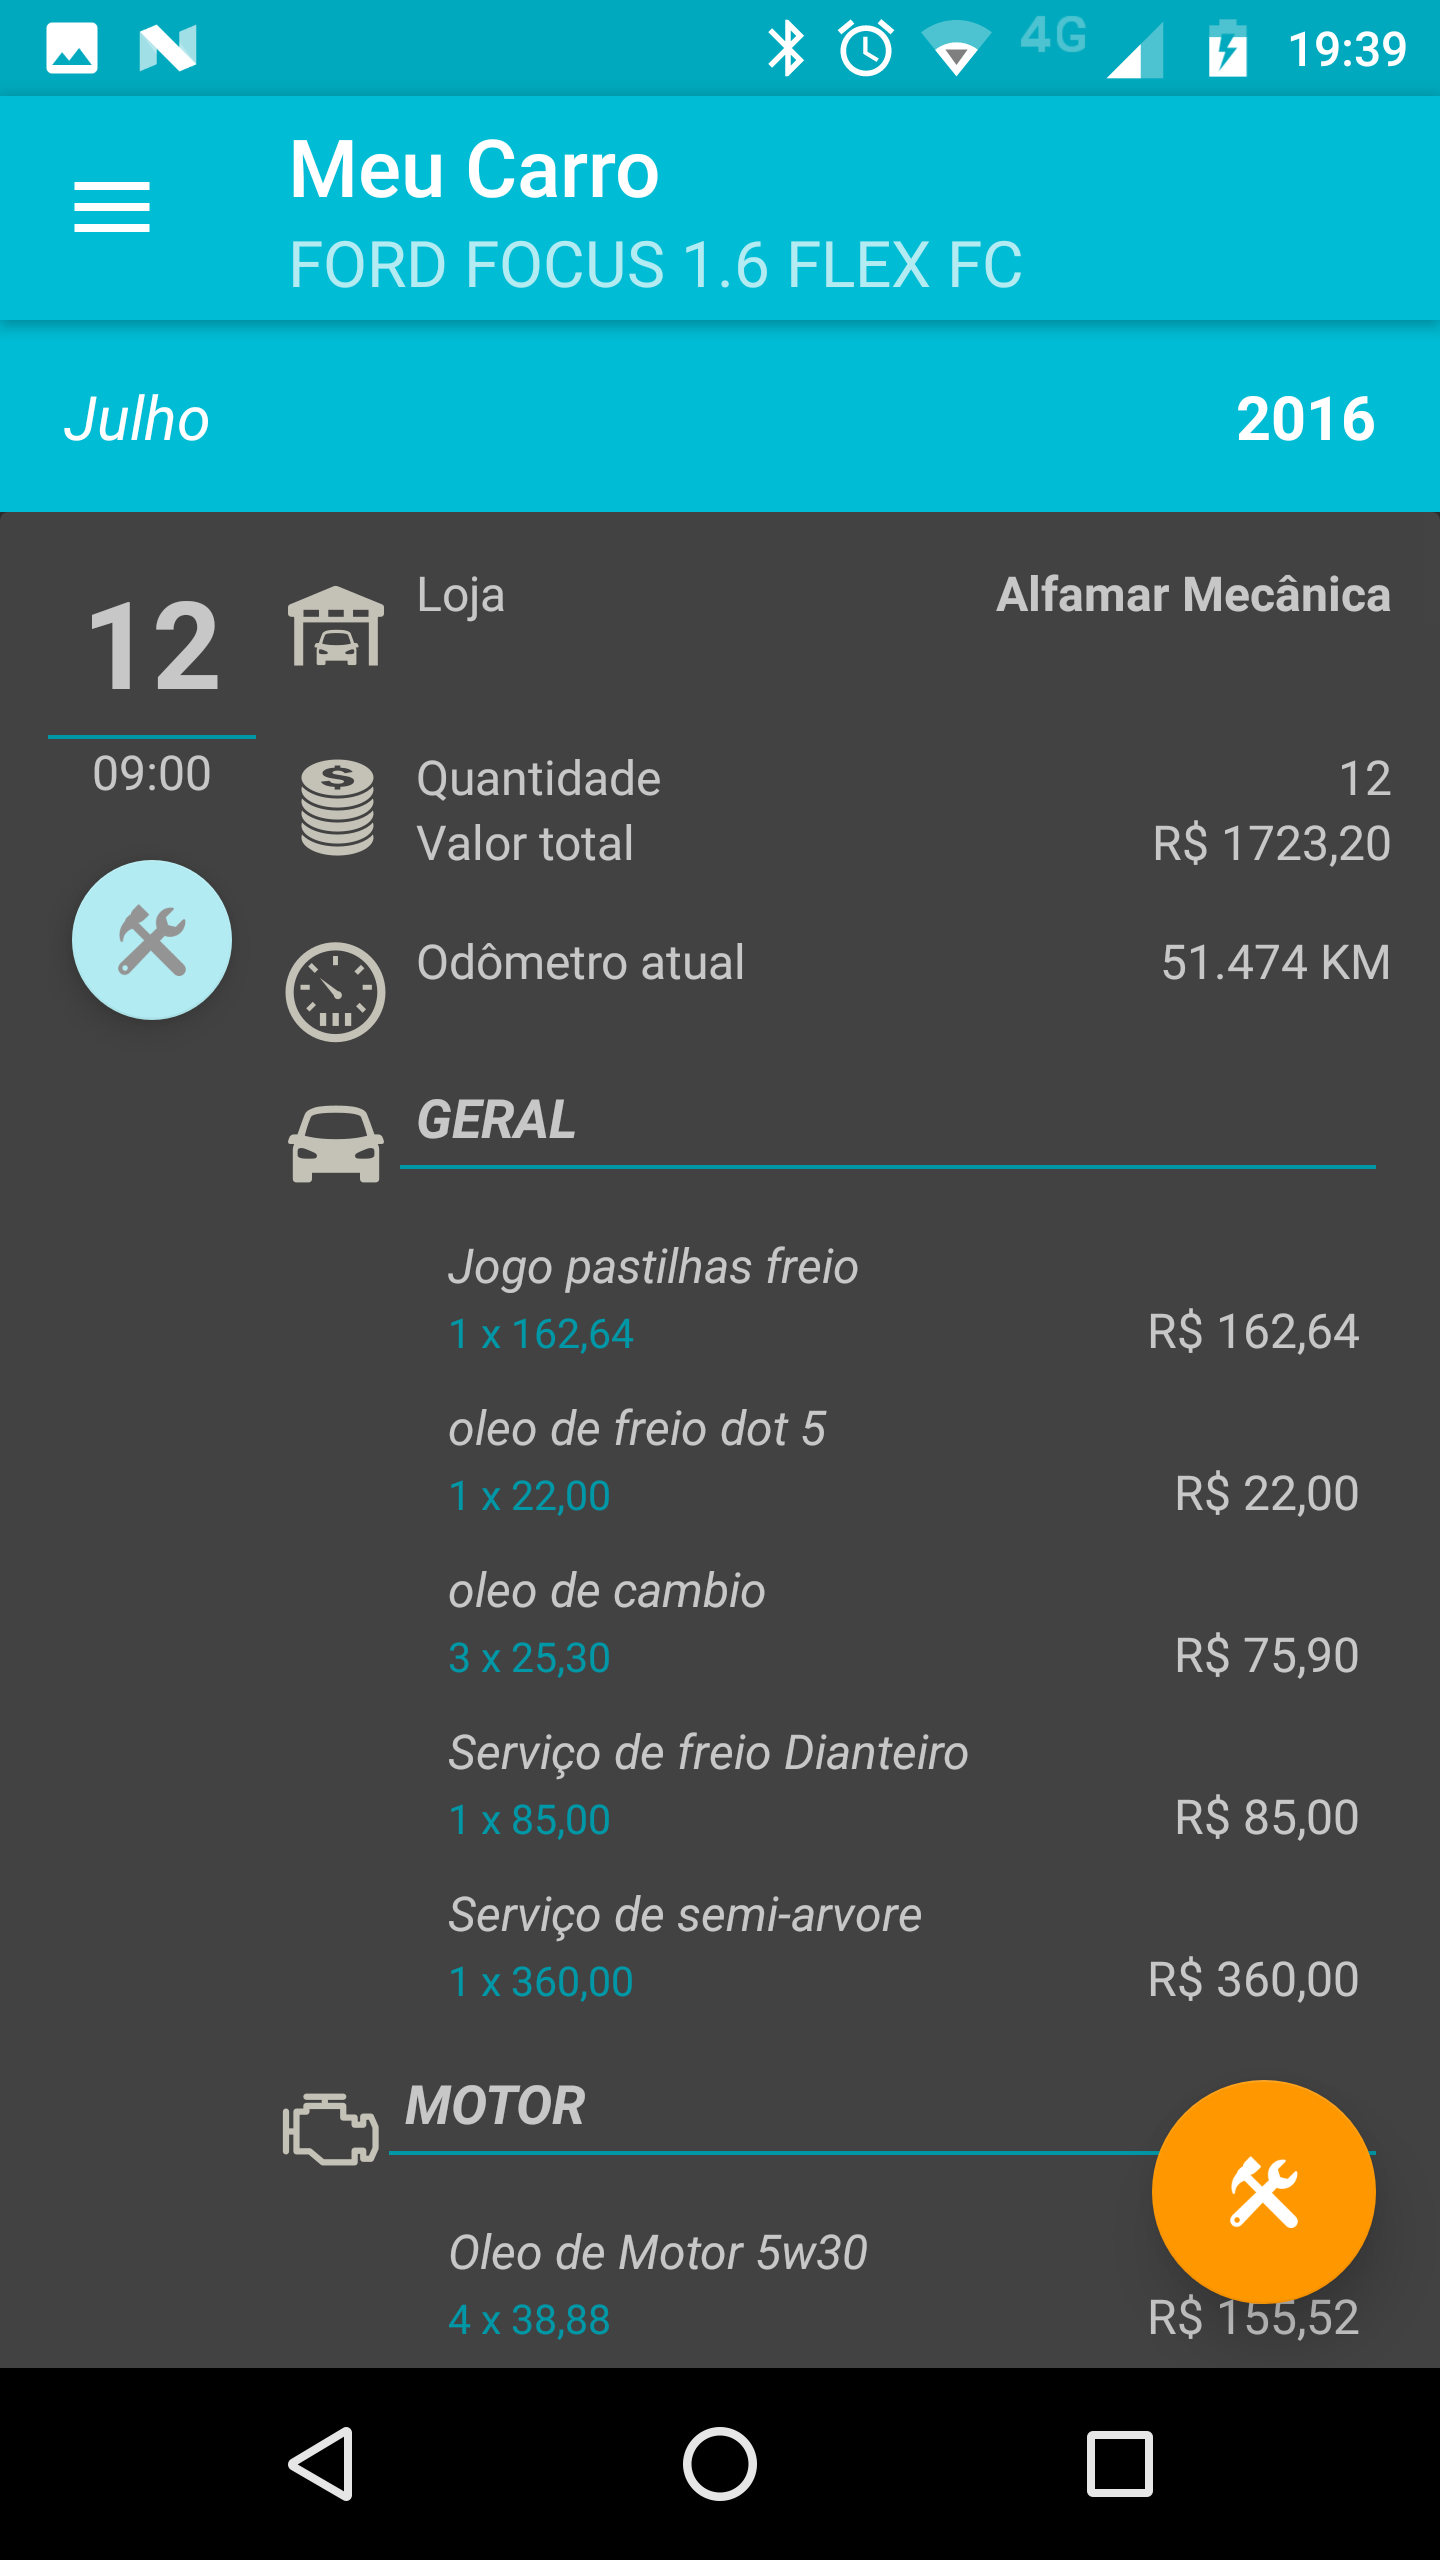 4G 19:39
Meu Carro
FORD FOCUS 1.6 FLEX FC
Julho 2016
12
09:00
Loja Alfamar Mecânica
Quantidade 12
Valor total R$ 1723,20
Odômetro atual 51.474 KM
GERAL
Jogo pastilhas freio
1 x 162,64 R$ 162,64
oleo de freio dot 5
1 x 22,00 R$ 22,00
oleo de cambio
3 x 25,30 R$ 75,90
Serviço de freio Dianteiro
1 x 85,00 R$ 85,00
Serviço de semi-arvore
1 x 360,00 R$ 360,00
MOTOR
Oleo de Motor 5w30
4 x 38,88 R$ 155,52